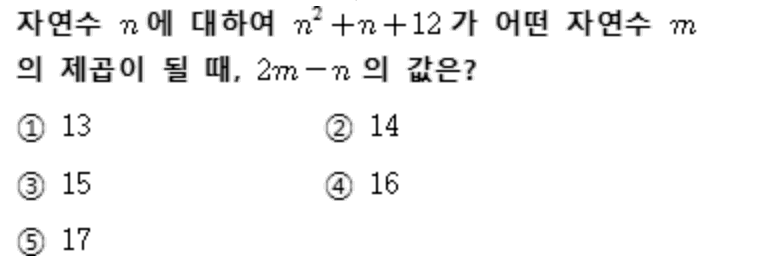 자연수 n에 대하여 n²+n+12가 어떤 자연수 m
의 제곱이 될 때, 2m−n의 값은?
① 13 ② 14
③ 15 ④ 16
⑤ 17